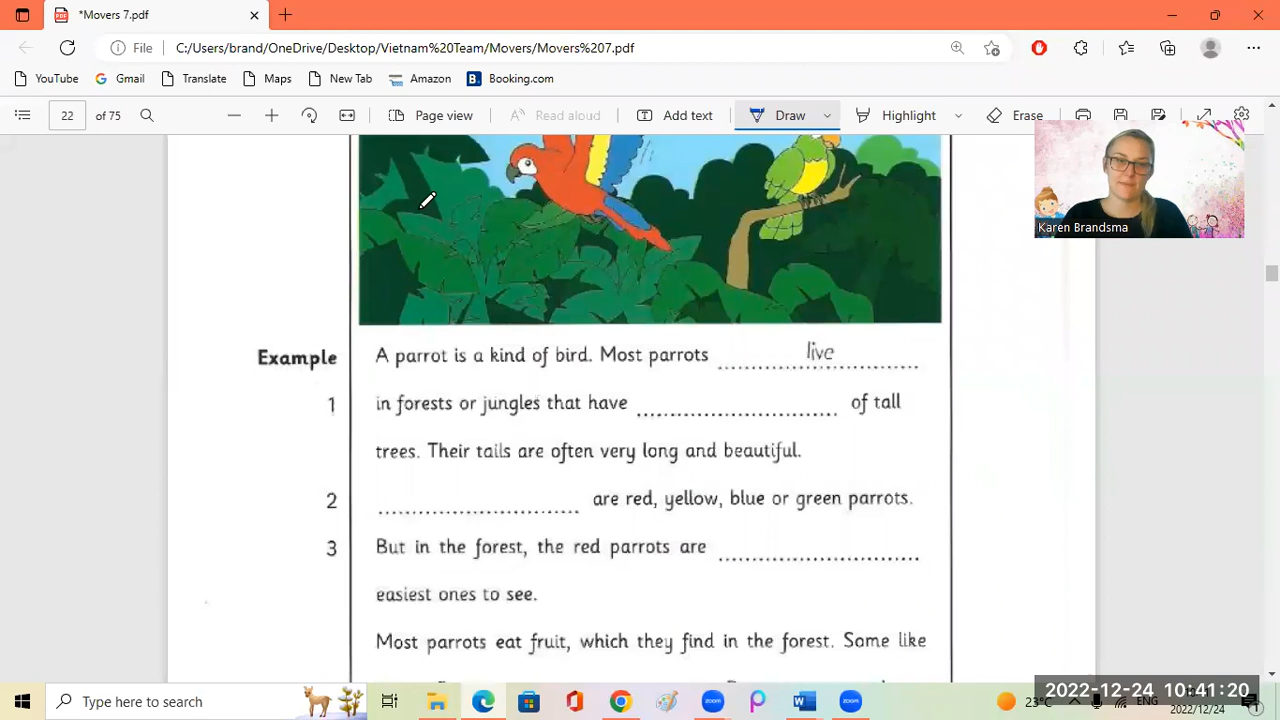 *Movers 7.pdf
File C:/Users/brand/OneDrive/Desktop/Vietnam%20Team/Movers/Movers%207.pdf
YouTube Gmail Translate Maps New Tab Amazon Booking.com
22 of 75 Page view Read aloud Add text Draw Highlight Erase
Karen Brandsma
Example A parrot is a kind of bird. Most parrots live
1 in forests or jungles that have of tall
trees. Their tails are often very long and beautiful.
2 are red, yellow, blue or green parrots.
3 But in the forest, the red parrots are
easiest ones to see.
Most parrots eat fruit, which they find in the forest. Some like
Type here to search 23°C ENG
2022-12-24 10:41:20
2022/12/24